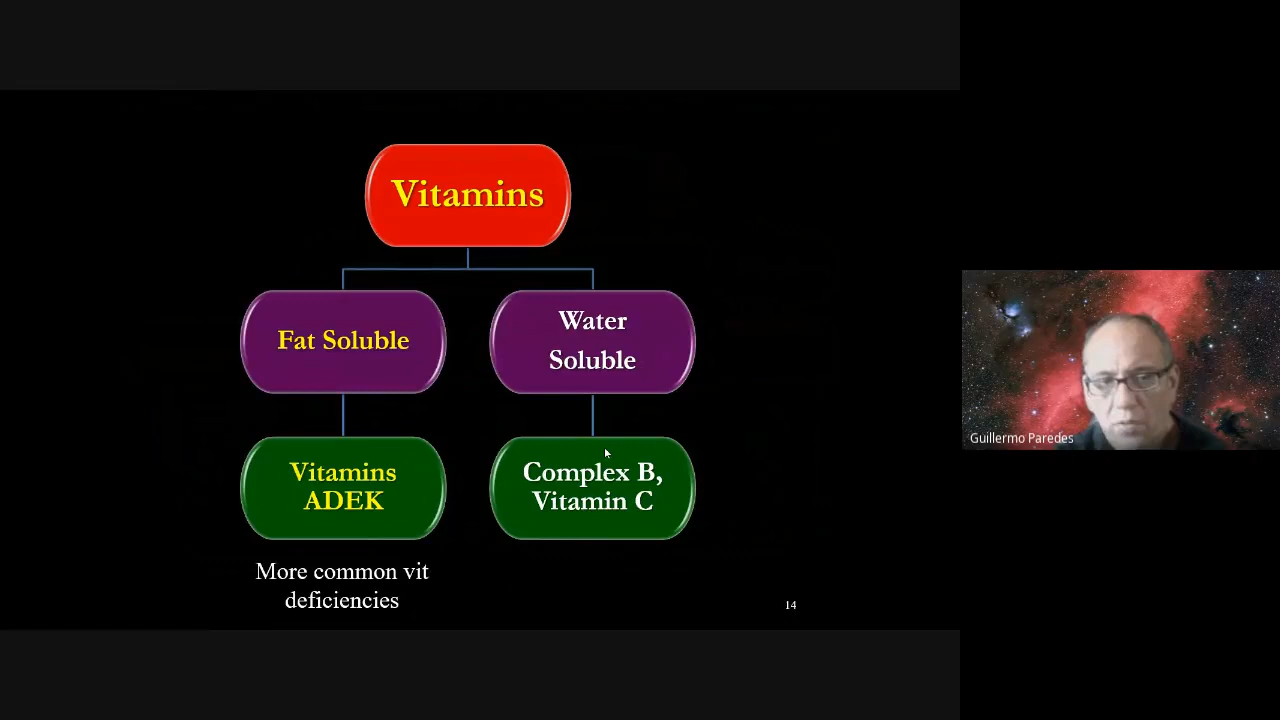 Vitamins
Fat Soluble
Water
Soluble
Vitamins
ADEK
Complex B,
Vitamin C
More common vit
deficiencies
14
Guillermo Paredes